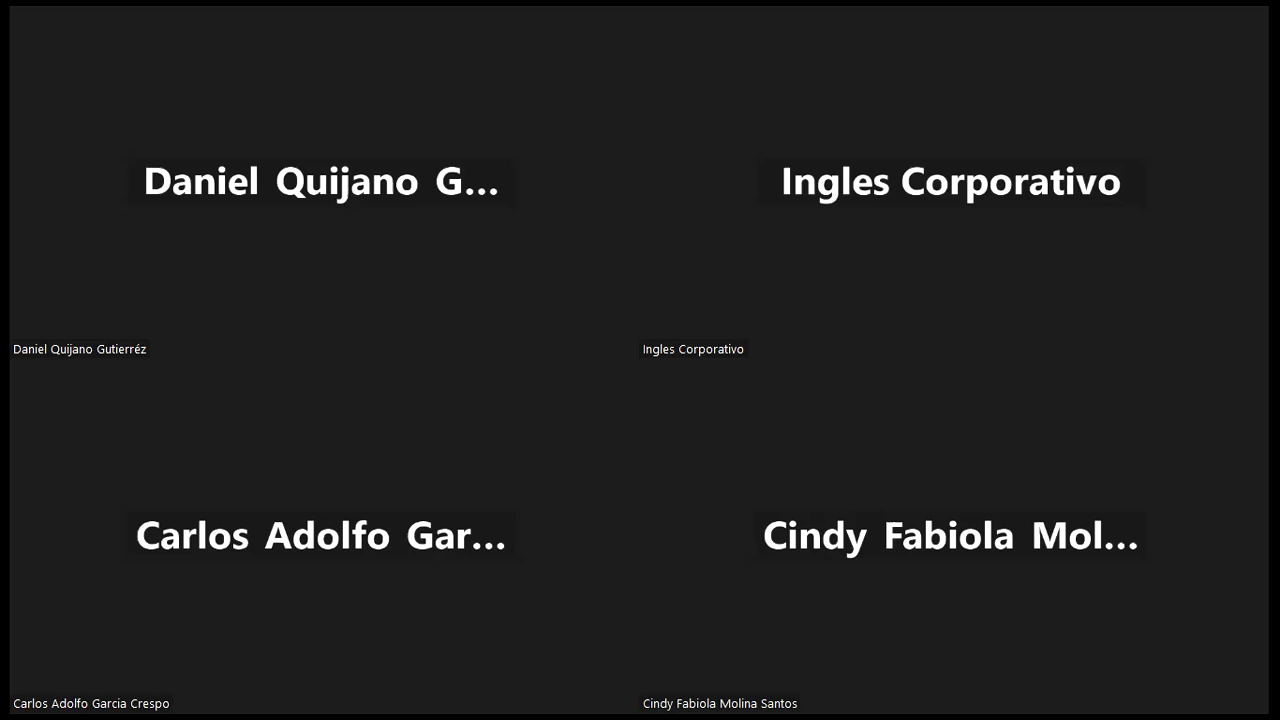 Daniel Quijano G...
Ingles Corporativo
Daniel Quijano Gutierréz
Ingles Corporativo
Carlos Adolfo Gar...
Cindy Fabiola Mol...
Carlos Adolfo Garcia Crespo
Cindy Fabiola Molina Santos